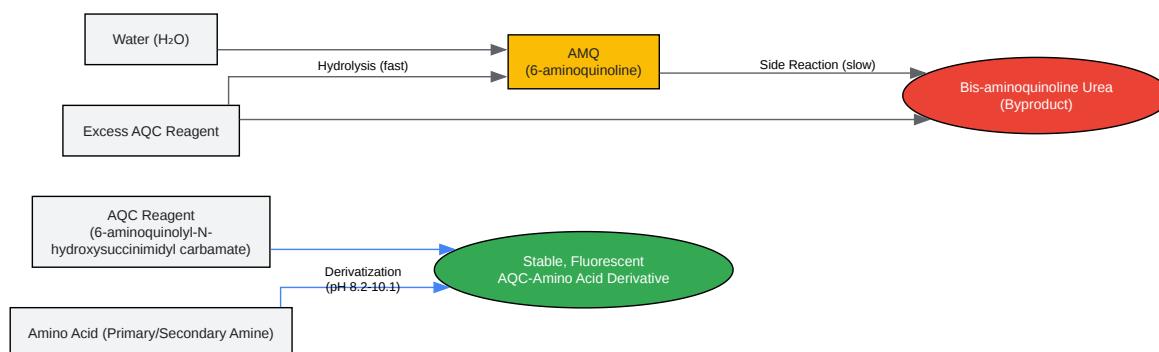 Water (H₂O)
Hydrolysis (fast)
Excess AQC Reagent
AMQ
(6-aminoquinoline)
Side Reaction (slow)
Bis-aminoquinoline Urea
(Byproduct)
AQC Reagent
(6-aminoquinolyl-N-
hydroxysuccinimidyl carbamate)
Derivatization
(pH 8.2-10.1)
Amino Acid (Primary/Secondary Amine)
Stable, Fluorescent
AQC-Amino Acid Derivative